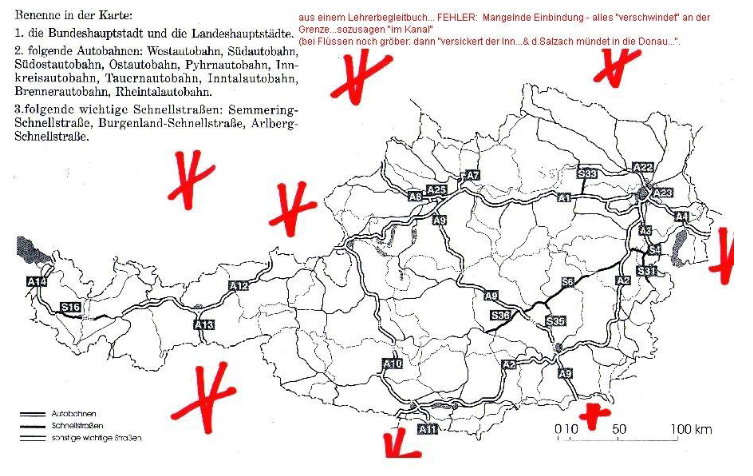 Benenne in der Karte:
1. die Bundeshauptstadt und die Landeshauptstädte.
2. folgende Autobahnen: Westautobahn, Südautobahn,
Südostautobahn, Ostautobahn, Pyhrnautobahn, Inn-
kreisautobahn, Tauernautobahn, Inntalautobahn,
Brennerautobahn, Rheintalautobahn.
3.folgende wichtige Schnellstraßen: Semmering-
Schnellstraße, Burgenland-Schnellstraße, Arlberg-
Schnellstraße.
aus einem Lehrerbegleitbuch... FEHLER: Mangelnde Einbindung - alles "verschwindet" an der
Grenze...sozusagen "im Kanal"
(bei Flüssen noch gröber: dann "versickert der Inn...& d.Salzach mündet in die Donau...".
A7
A22
S33
A25
A8
A23
A1
A4
A9
A3
S4
S31
A14
A12
S6
A2
A9
S16
S36
S35
A13
A10
A2
A9
A11
Autobahnen
Schnellstraßen
sonstige wichtige Straßen
0 10 50 100 km